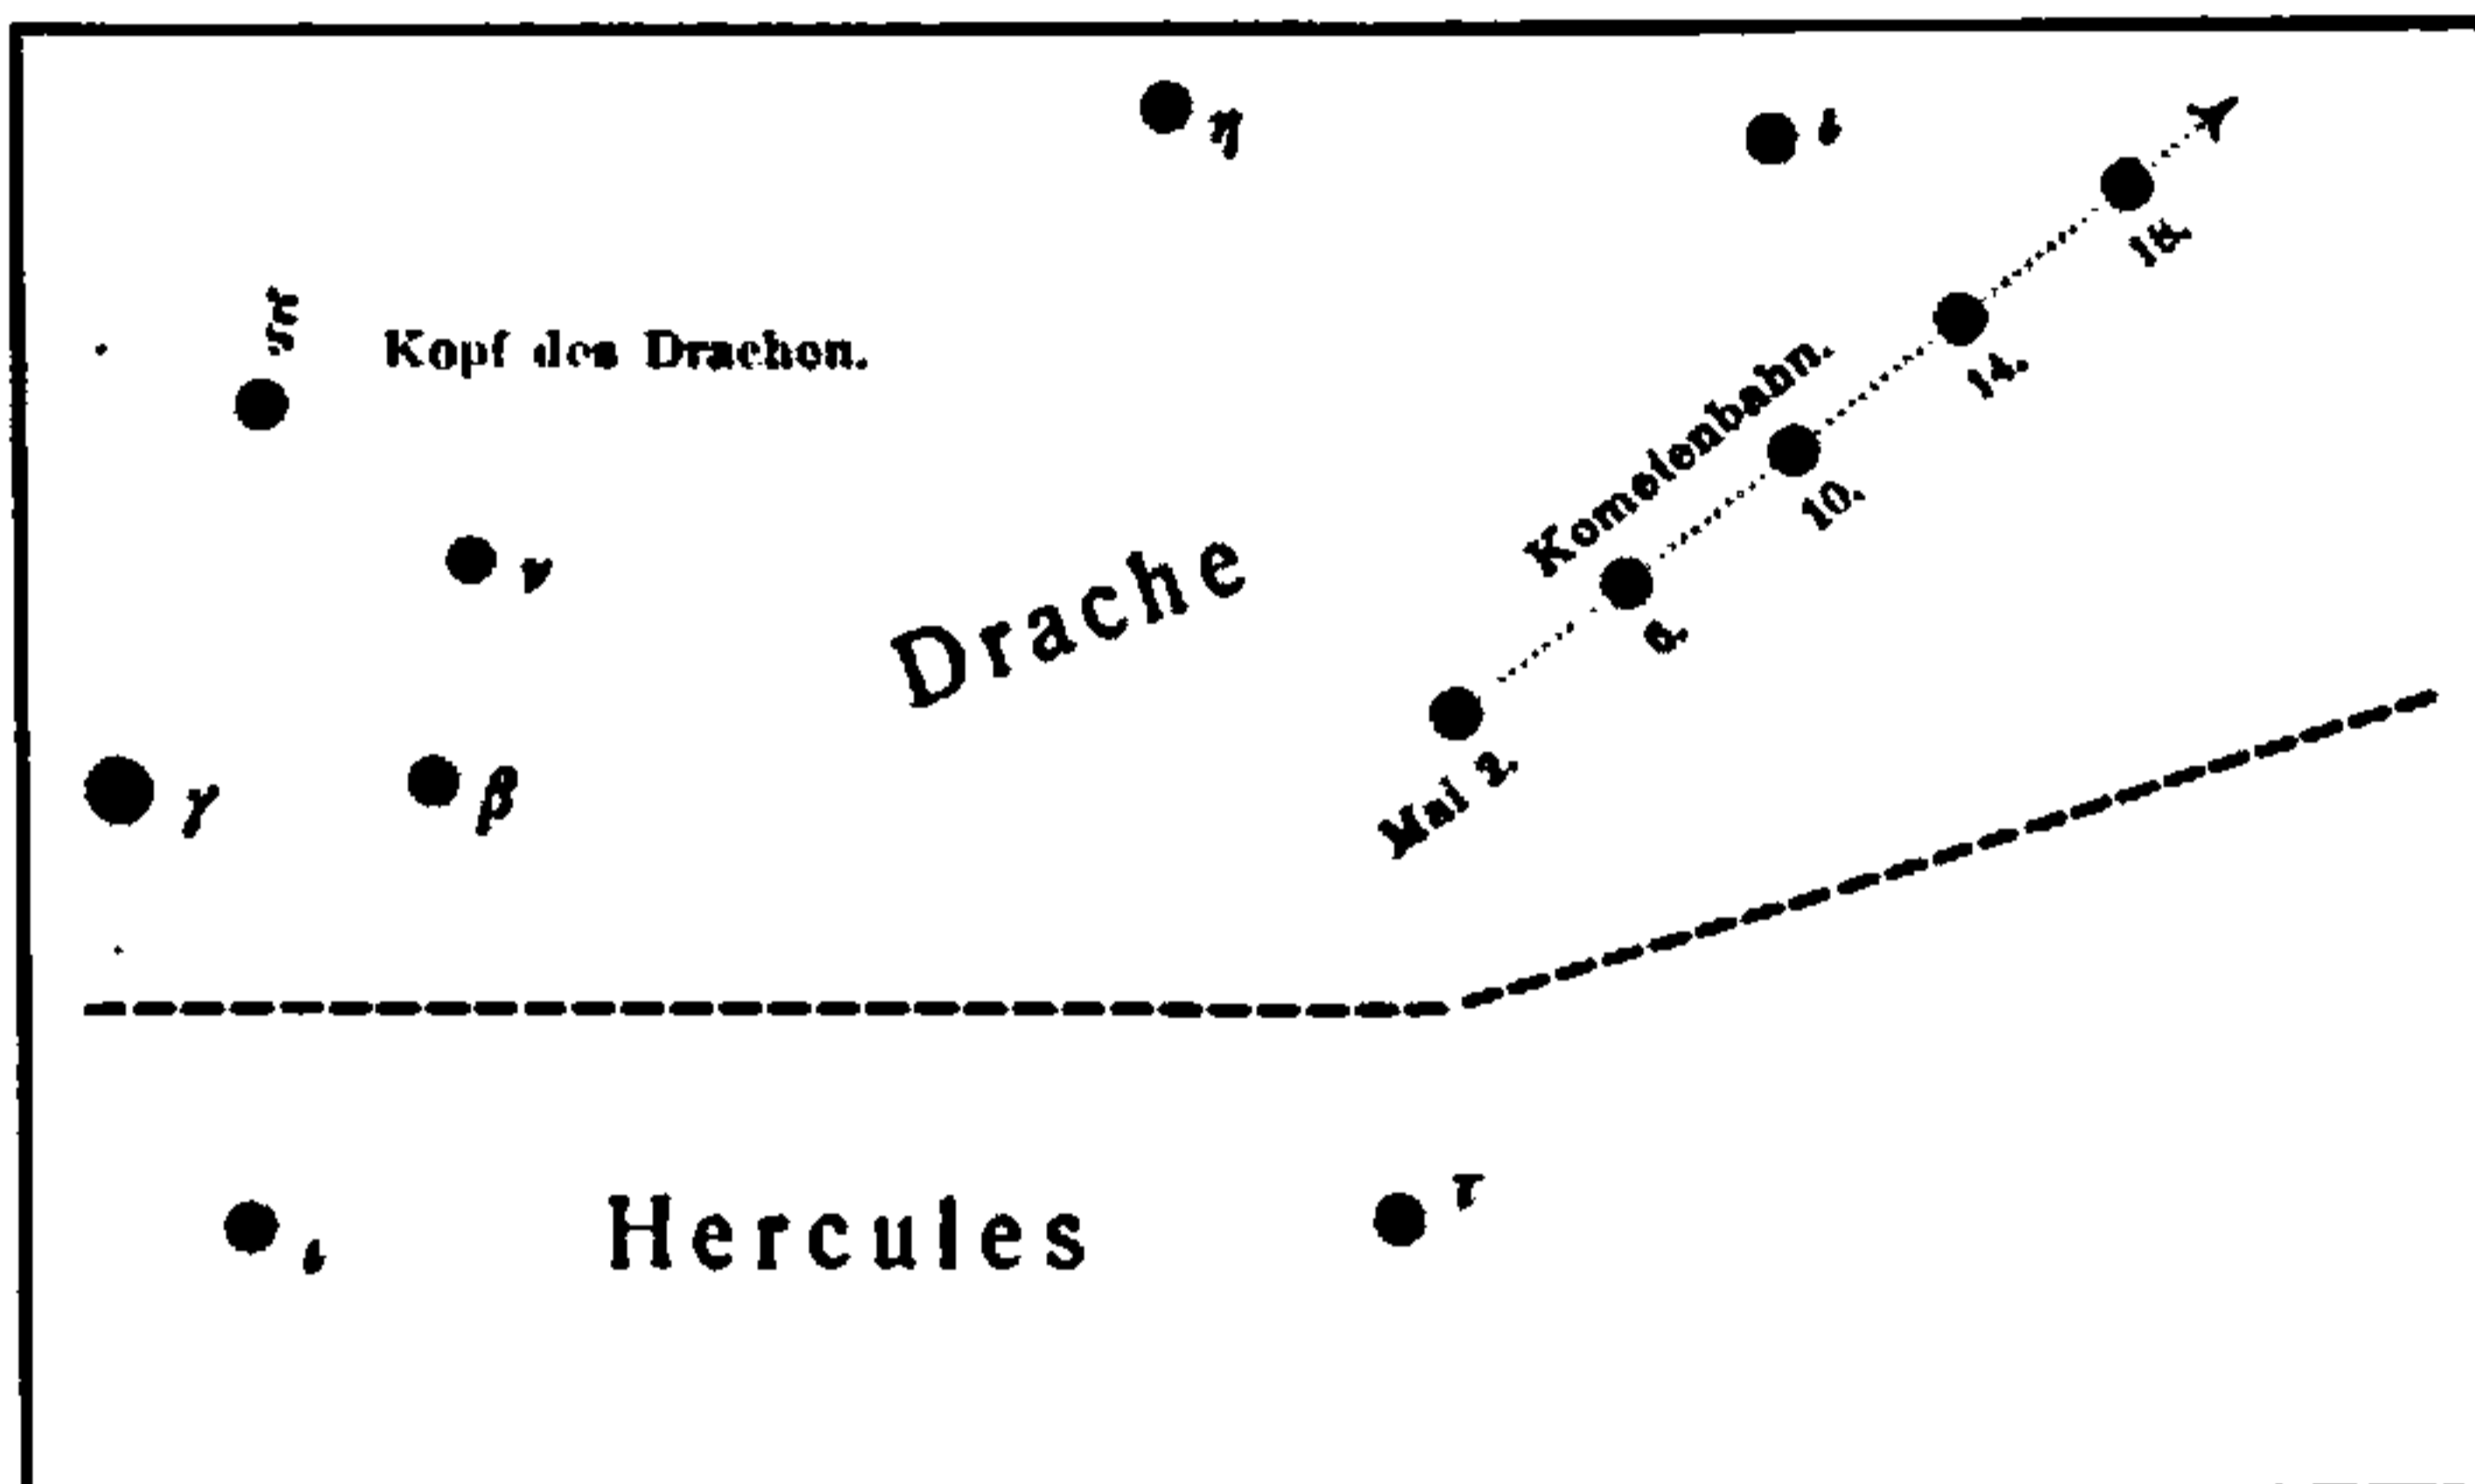 η
ι
ξ
Kopf des Drachen.
18.
14.
Kometenbahn.
10.
ν
Drache
6.
Mai 2.
γ
β
Hercules
τ
ι